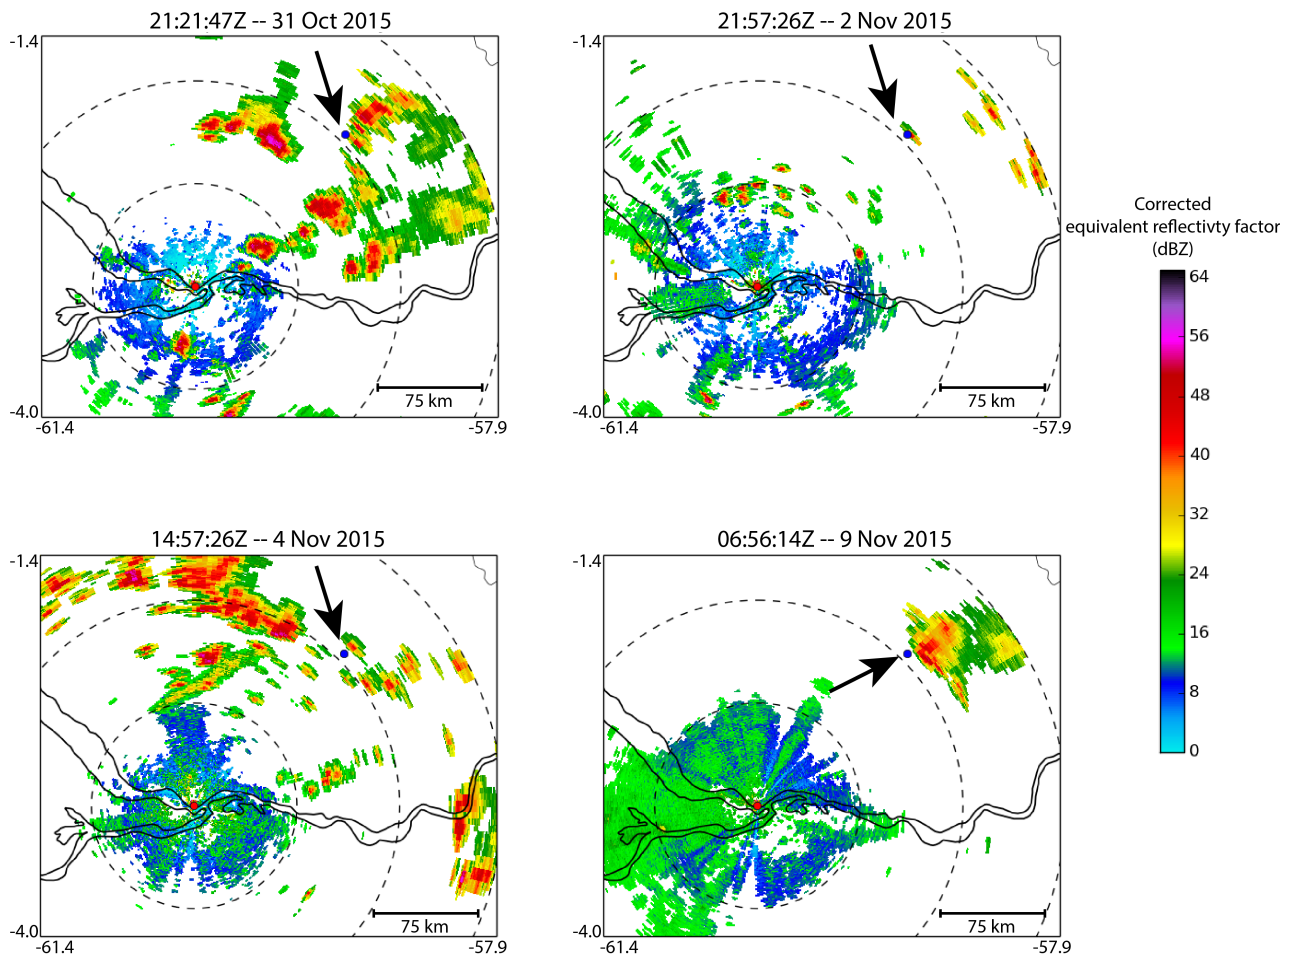 21:21:47Z -- 31 Oct 2015
21:57:26Z -- 2 Nov 2015
-1.4
-1.4
75 km
75 km
-4.0
-4.0
-61.4
-57.9
-61.4
-57.9
Corrected
equivalent reflectivty factor
(dBZ)
64
56
48
40
32
24
16
8
0
14:57:26Z -- 4 Nov 2015
06:56:14Z -- 9 Nov 2015
-1.4
-1.4
75 km
75 km
-4.0
-4.0
-61.4
-57.9
-61.4
-57.9